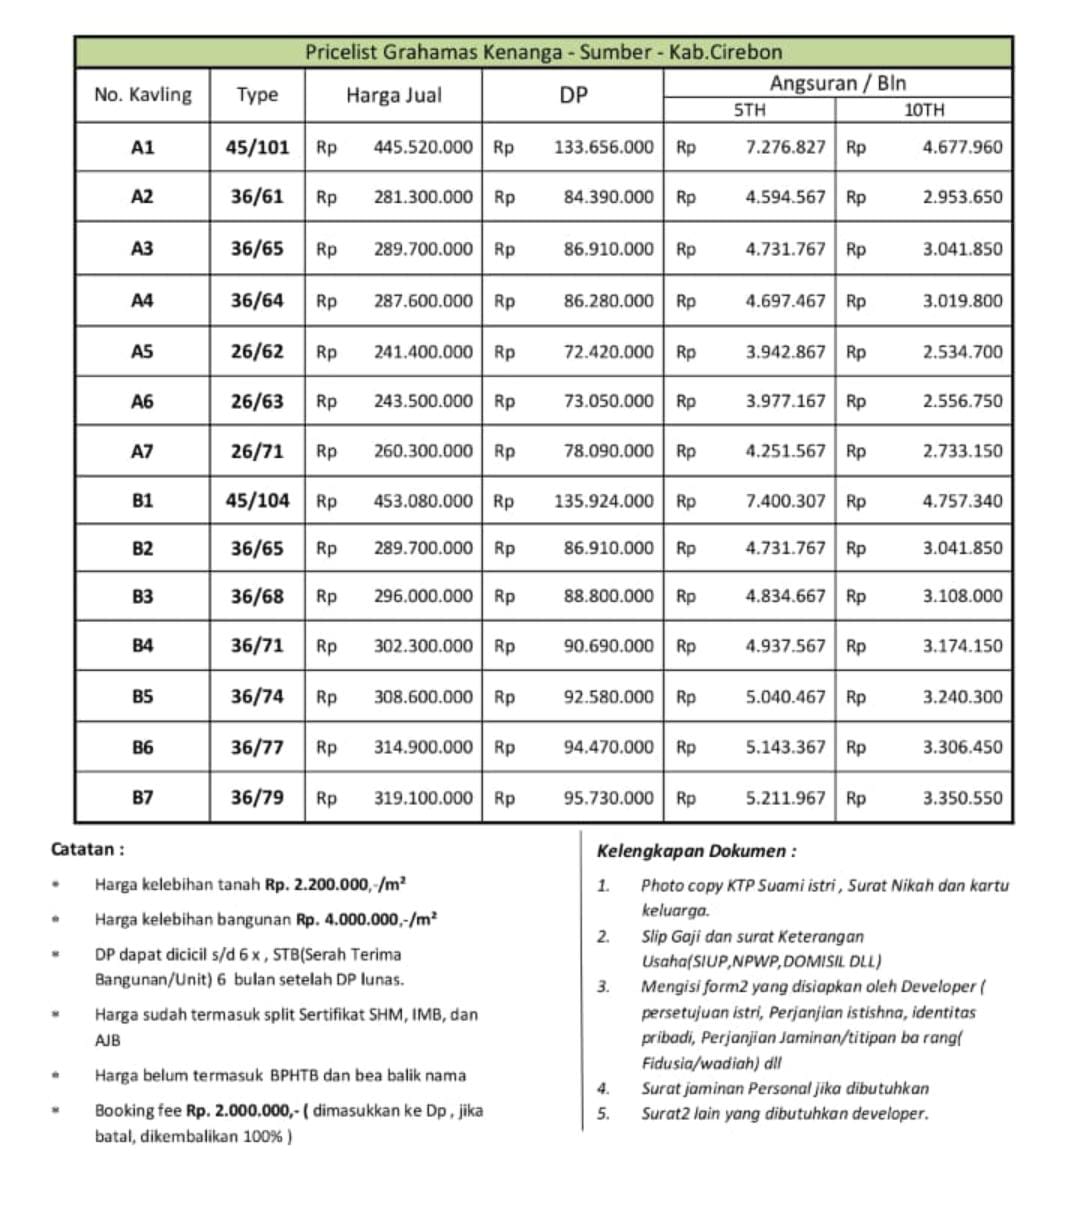 Pricelist Grahamas Kenanga - Sumber - Kab.Cirebon
No. Kavling Type Harga Jual DP Angsuran / Bln
5TH 10TH
A1 45/101 Rp 445.520.000 Rp 133.656.000 Rp 7.276.827 Rp 4.677.960
A2 36/61 Rp 281.300.000 Rp 84.390.000 Rp 4.594.567 Rp 2.953.650
A3 36/65 Rp 289.700.000 Rp 86.910.000 Rp 4.731.767 Rp 3.041.850
A4 36/64 Rp 287.600.000 Rp 86.280.000 Rp 4.697.467 Rp 3.019.800
A5 26/62 Rp 241.400.000 Rp 72.420.000 Rp 3.942.867 Rp 2.534.700
A6 26/63 Rp 243.500.000 Rp 73.050.000 Rp 3.977.167 Rp 2.556.750
A7 26/71 Rp 260.300.000 Rp 78.090.000 Rp 4.251.567 Rp 2.733.150
B1 45/104 Rp 453.080.000 Rp 135.924.000 Rp 7.400.307 Rp 4.757.340
B2 36/65 Rp 289.700.000 Rp 86.910.000 Rp 4.731.767 Rp 3.041.850
B3 36/68 Rp 296.000.000 Rp 88.800.000 Rp 4.834.667 Rp 3.108.000
B4 36/71 Rp 302.300.000 Rp 90.690.000 Rp 4.937.567 Rp 3.174.150
B5 36/74 Rp 308.600.000 Rp 92.580.000 Rp 5.040.467 Rp 3.240.300
B6 36/77 Rp 314.900.000 Rp 94.470.000 Rp 5.143.367 Rp 3.306.450
B7 36/79 Rp 319.100.000 Rp 95.730.000 Rp 5.211.967 Rp 3.350.550
Catatan :
* Harga kelebihan tanah Rp. 2.200.000,-/m²
* Harga kelebihan bangunan Rp. 4.000.000,-/m²
* DP dapat dicicil s/d 6 x , STB(Serah Terima
Bangunan/Unit) 6 bulan setelah DP lunas.
* Harga sudah termasuk split Sertifikat SHM, IMB, dan
AJB
* Harga belum termasuk BPHTB dan bea balik nama
* Booking fee Rp. 2.000.000,- ( dimasukkan ke Dp , jika
batal, dikembalikan 100% )
Kelengkapan Dokumen :
1. Photo copy KTP Suami istri , Surat Nikah dan kartu
keluarga.
2. Slip Gaji dan surat Keterangan
Usaha(SIUP,NPWP,DOMISIL DLL)
3. Mengisi form2 yang disiapkan oleh Developer (
persetujuan istri, Perjanjian istishna, identitas
pribadi, Perjanjian Jaminan/titipan ba rang(
Fidusia/wadiah) dll
4. Surat jaminan Personal jika dibutuhkan
5. Surat2 lain yang dibutuhkan developer.